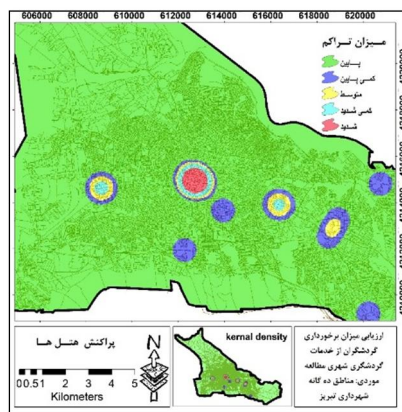 606000 608000 610000 612000 614000 616000 618000 620000
میزان تراکم
پایین
کمی پایین
متوسط
کمی شدید
شدید
پراکنش هتل ها
N
0 0.5 1 2 3 4 5
Kilometers
kernal density
ارزیابی میزان برخورداری
گردشگران از خدمات
گردشگری شهری مطالعه
موردی: مناطق ده گانه
شهرداری تبریز